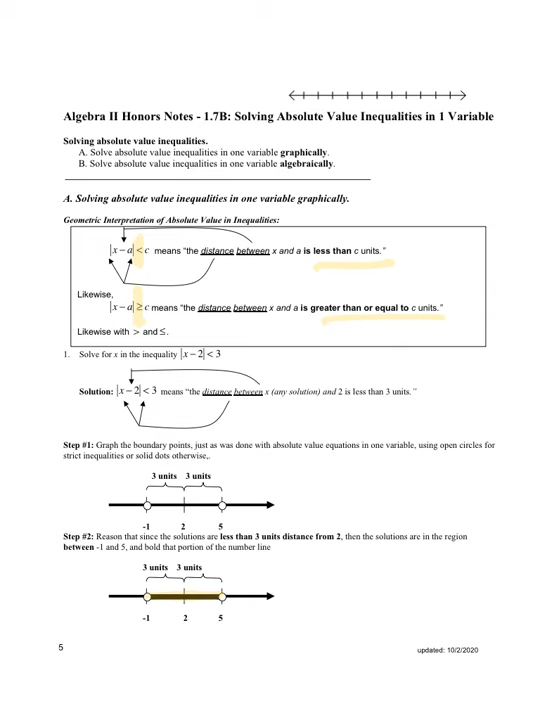 Algebra II Honors Notes - 1.7B: Solving Absolute Value Inequalities in 1 Variable
Solving absolute value inequalities.
A. Solve absolute value inequalities in one variable graphically.
B. Solve absolute value inequalities in one variable algebraically.
A. Solving absolute value inequalities in one variable graphically.
Geometric Interpretation of Absolute Value in Inequalities:
|x − a| < c means “the distance between x and a is less than c units.”
Likewise,
|x − a| ≥ c means “the distance between x and a is greater than or equal to c units.”
Likewise with > and ≤.
1. Solve for x in the inequality |x − 2| < 3
Solution: |x − 2| < 3 means “the distance between x (any solution) and 2 is less than 3 units.”
Step #1: Graph the boundary points, just as was done with absolute value equations in one variable, using open circles for
strict inequalities or solid dots otherwise,.
3 units 3 units
-1 2 5
Step #2: Reason that since the solutions are less than 3 units distance from 2, then the solutions are in the region
between -1 and 5, and bold that portion of the number line
3 units 3 units
-1 2 5
5 updated: 10/2/2020